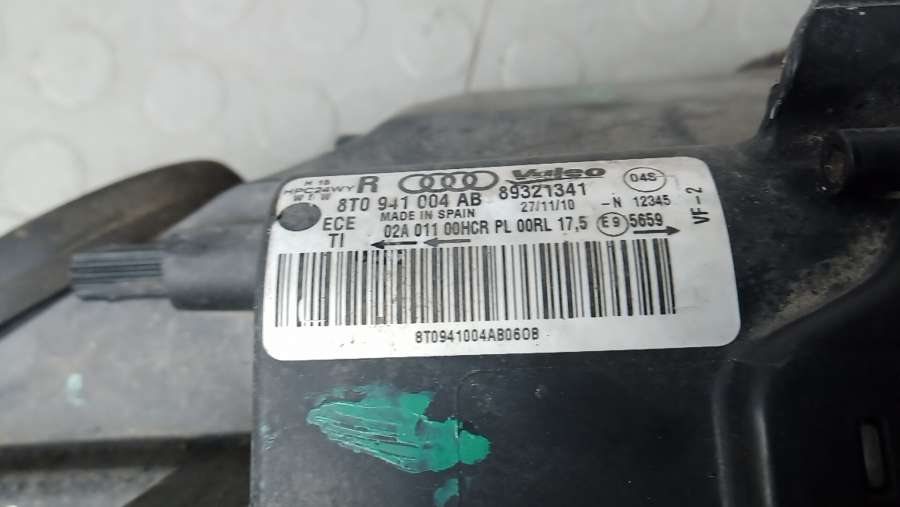 H 15
HPC24WY R Valeo 04S
W T W
8T0 941 004 AB 89321341
MADE IN SPAIN 27/11/10 -N 12345
ECE 02A 011 00HCR PL 00RL 17,5 E9 5659
TI
VF-2
8T0941004AB060B